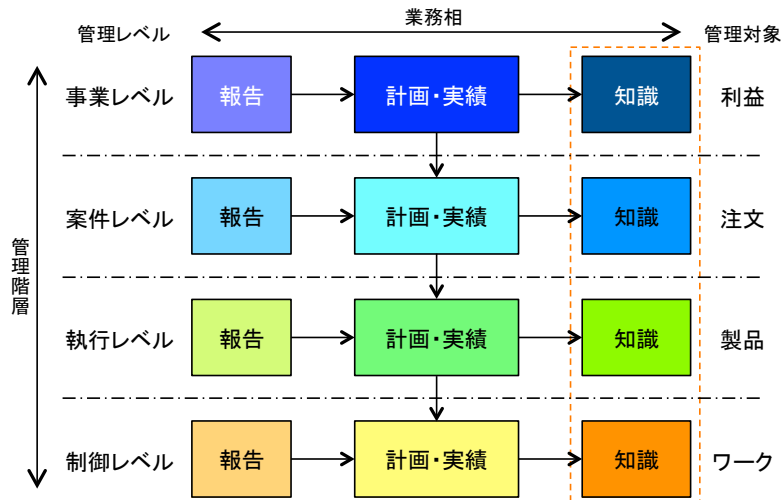 業務相
管理レベル
管理対象
事業レベル
報告
計画・実績
知識
利益
案件レベル
報告
計画・実績
知識
注文
管理階層
執行レベル
報告
計画・実績
知識
製品
制御レベル
報告
計画・実績
知識
ワーク